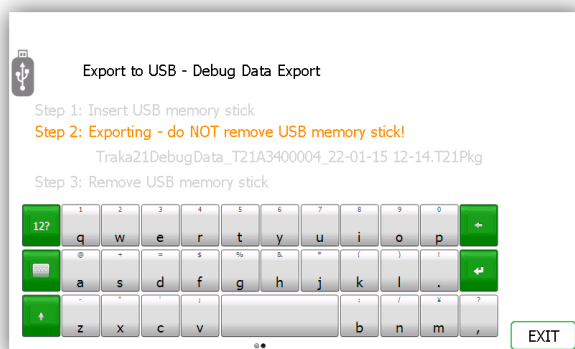 Export to USB - Debug Data Export
Step 1: Insert USB memory stick
Step 2: Exporting - do NOT remove USB memory stick!
Traka21DebugData_T21A3400004_22-01-15 12-14.T21Pkg
Step 3: Remove USB memory stick
1 2 3 4 5 6 7 8 9 0
12? q w e r t y u i o p
@ + = $ % & * ( ) !
a s d f g h j k l .
- " ' ; : / ¥ ?
z x c v b n m ,
EXIT